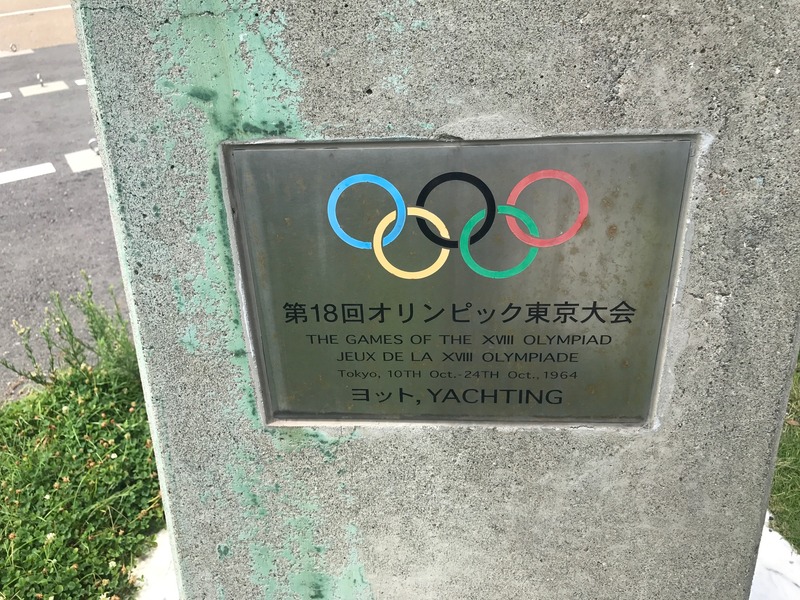 第18回オリンピック東京大会
THE GAMES OF THE XVIII OLYMPIAD
JEUX DE LA XVIII OLYMPIADE
Tokyo, 10TH Oct.-24TH Oct., 1964
ヨット, YACHTING